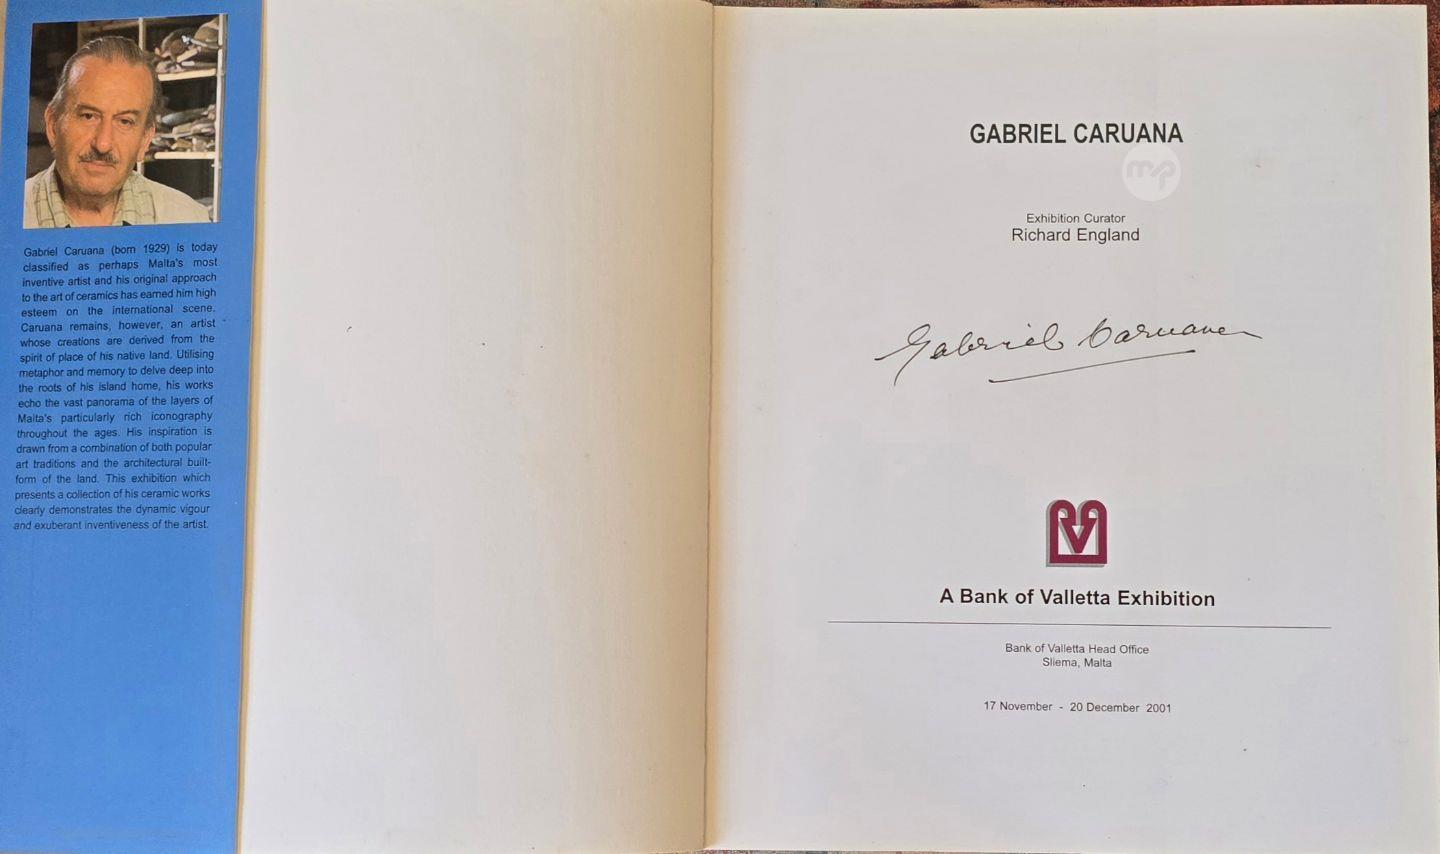 Gabriel Caruana (born 1929) is today
classified as perhaps Malta's most
inventive artist and his original approach
to the art of ceramics has earned him high
esteem on the international scene.
Caruana remains, however, an artist
whose creations are derived from the
spirit of place of his native land. Utilising
metaphor and memory to delve deep into
the roots of his island home, his works
echo the vast panorama of the layers of
Malta's particularly rich iconography
throughout the ages. His inspiration is
drawn from a combination of both popular
art traditions and the architectural built-
form of the land. This exhibition which
presents a collection of his ceramic works
clearly demonstrates the dynamic vigour
and exuberant inventiveness of the artist.
GABRIEL CARUANA
mp
Exhibition Curator
Richard England
Gabriel Caruana
A Bank of Valletta Exhibition
Bank of Valletta Head Office
Sliema, Malta
17 November - 20 December 2001